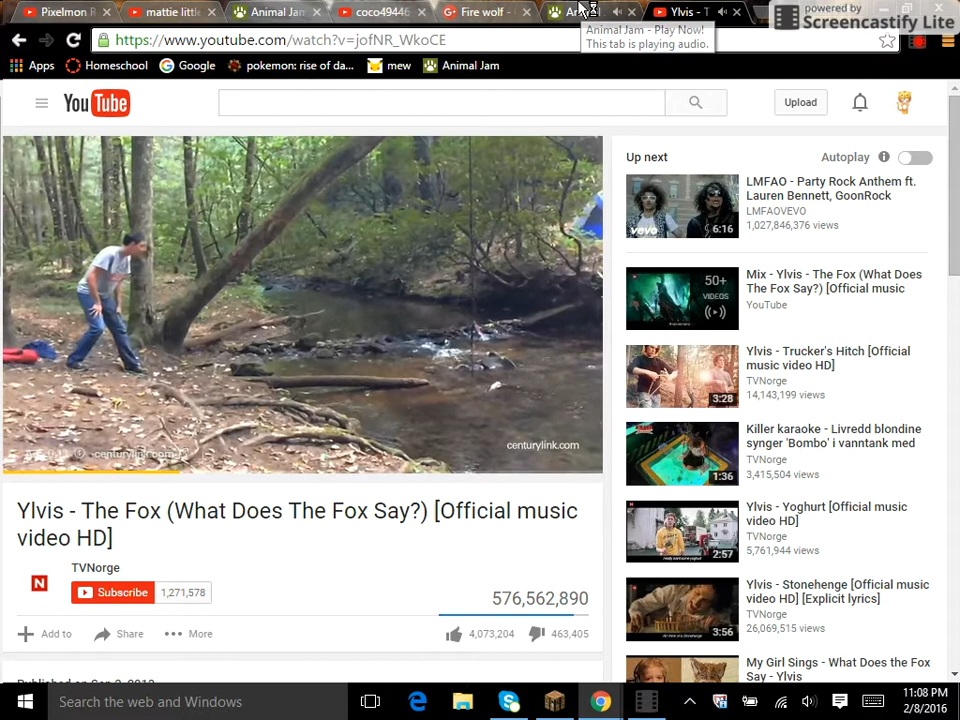 Pixelmon R
mattie little
Animal Jam
coco49446
Fire wolf -
Ylvis - T
powered by
Screencastify Lite
https://www.youtube.com/watch?v=jofNR_WkoCE
Animal Jam - Play Now!
This tab is playing audio.
Apps
Homeschool
Google
pokemon: rise of da...
mew
Animal Jam
YouTube
Upload
Up next
Autoplay
LMFAO - Party Rock Anthem ft.
Lauren Bennett, GoonRock
LMFAOVEVO
1,027,846,376 views
vevo
6:16
50+
VIDEOS
Mix - Ylvis - The Fox (What Does
The Fox Say?) [Official music
YouTube
Ylvis - Trucker's Hitch [Official
music video HD]
TVNorge
14,143,199 views
3:28
Killer karaoke - Livredd blondine
synger 'Bombo' i vanntank med
TVNorge
3,415,504 views
1:36
Ylvis - Yoghurt [Official music
video HD]
TVNorge
5,761,944 views
2:57
Ylvis - Stonehenge [Official music
video HD] [Explicit lyrics]
TVNorge
26,069,515 views
3:56
My Girl Sings - What Does the Fox
Say - Ylvis
centurylink.com
centurylink.com
Ylvis - The Fox (What Does The Fox Say?) [Official music
video HD]
N
TVNorge
Subscribe
1,271,578
576,562,890
Add to
Share
More
4,073,204
463,405
Search the web and Windows
11:08 PM
2/8/2016